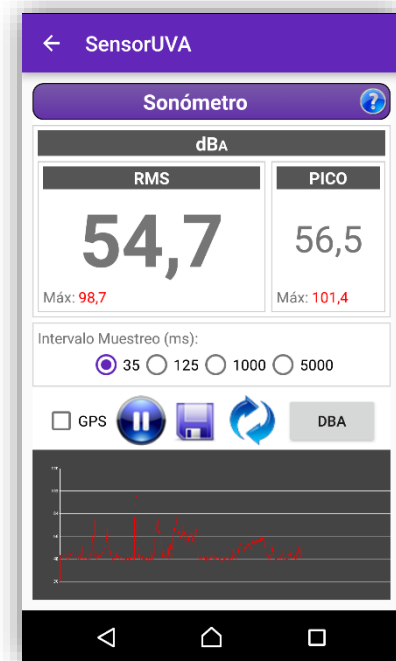 SensorUVA
Sonómetro
?
dBA
RMS
PICO
54,7
56,5
Máx: 98,7
Máx: 101,4
Intervalo Muestreo (ms):
35 125 1000 5000
GPS
DBA